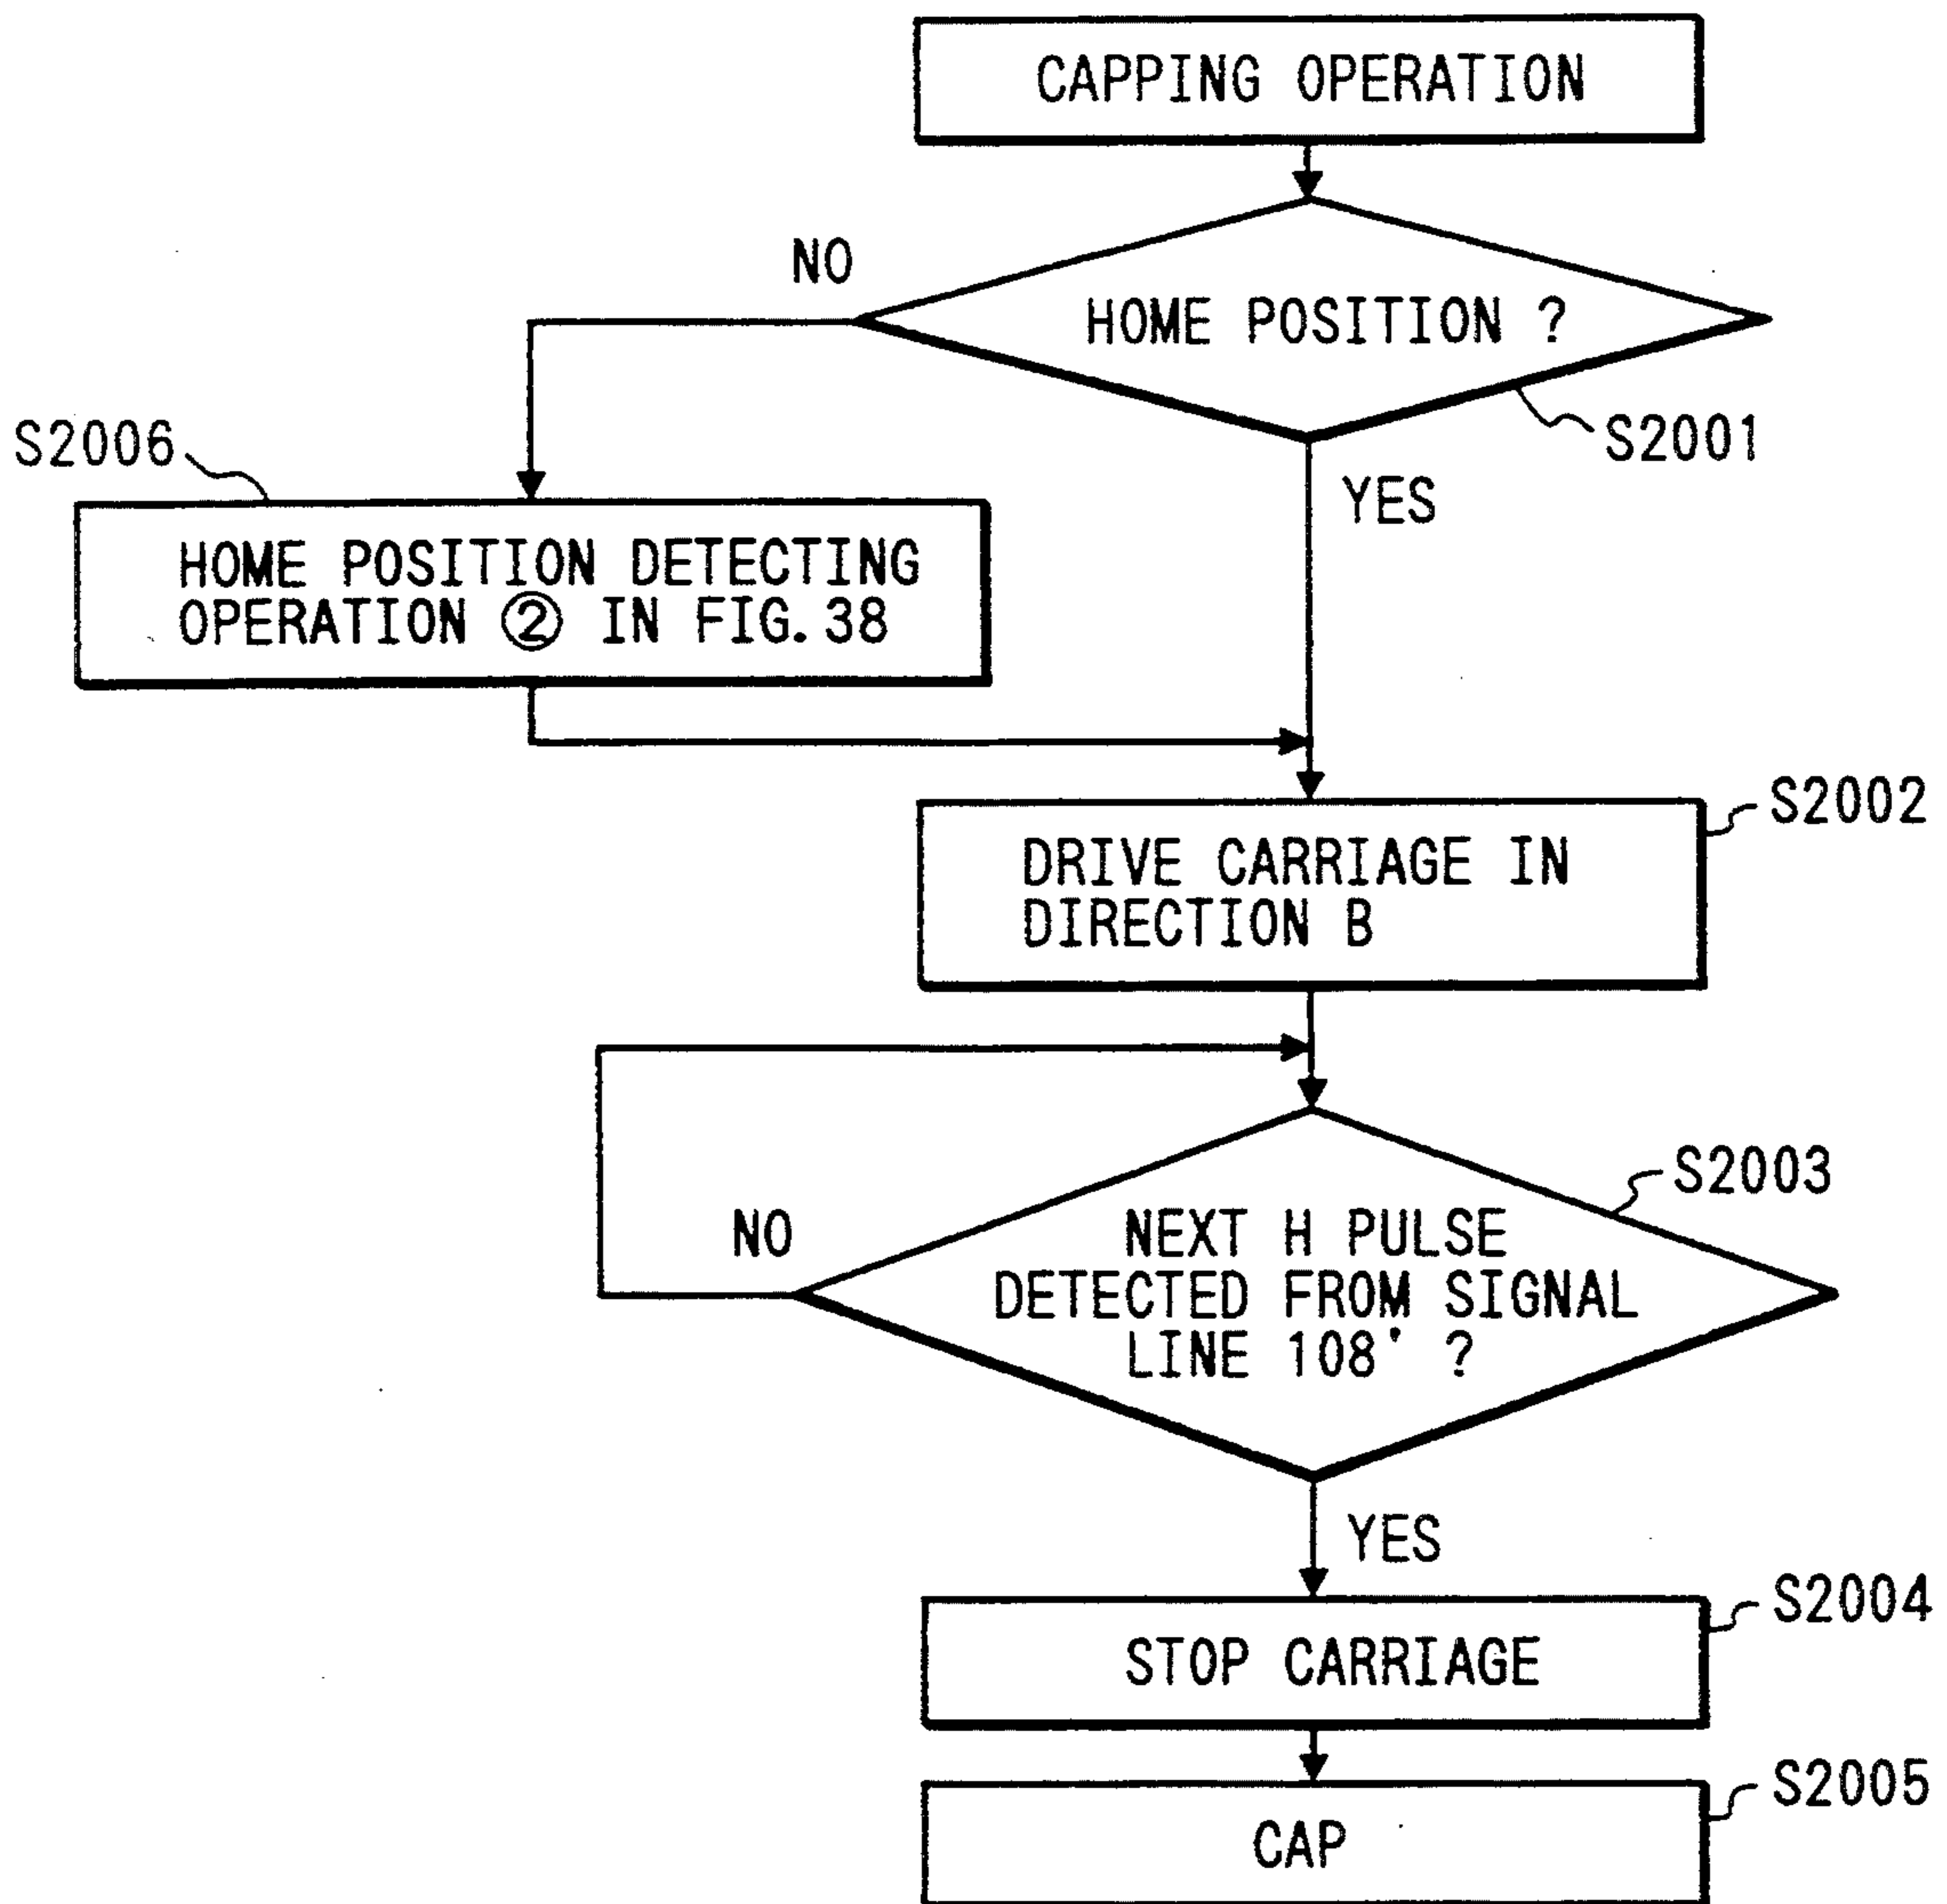 CAPPING OPERATION
NO
HOME POSITION ?
S2001
S2006
YES
HOME POSITION DETECTING
OPERATION ② IN FIG.38
S2002
DRIVE CARRIAGE IN
DIRECTION B
S2003
NO
NEXT H PULSE
DETECTED FROM SIGNAL
LINE 108' ?
YES
S2004
STOP CARRIAGE
S2005
CAP